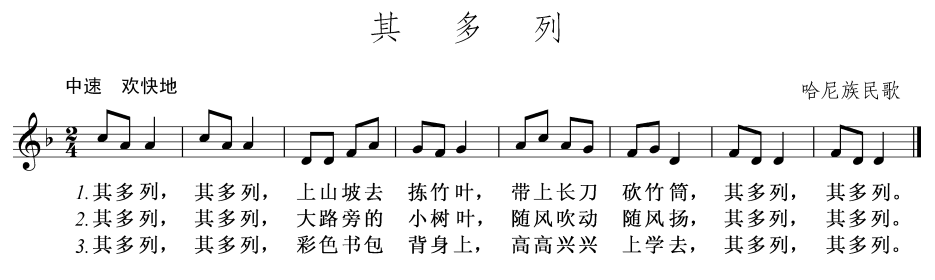 其 多 列
中速 欢快地
哈尼族民歌
2
4
1.其多列， 其多列， 上山坡去 拣竹叶， 带上长刀 砍竹筒， 其多列， 其多列。
2.其多列， 其多列， 大路旁的 小树叶， 随风吹动 随风扬， 其多列， 其多列。
3.其多列， 其多列， 彩色书包 背身上， 高高兴兴 上学去， 其多列， 其多列。